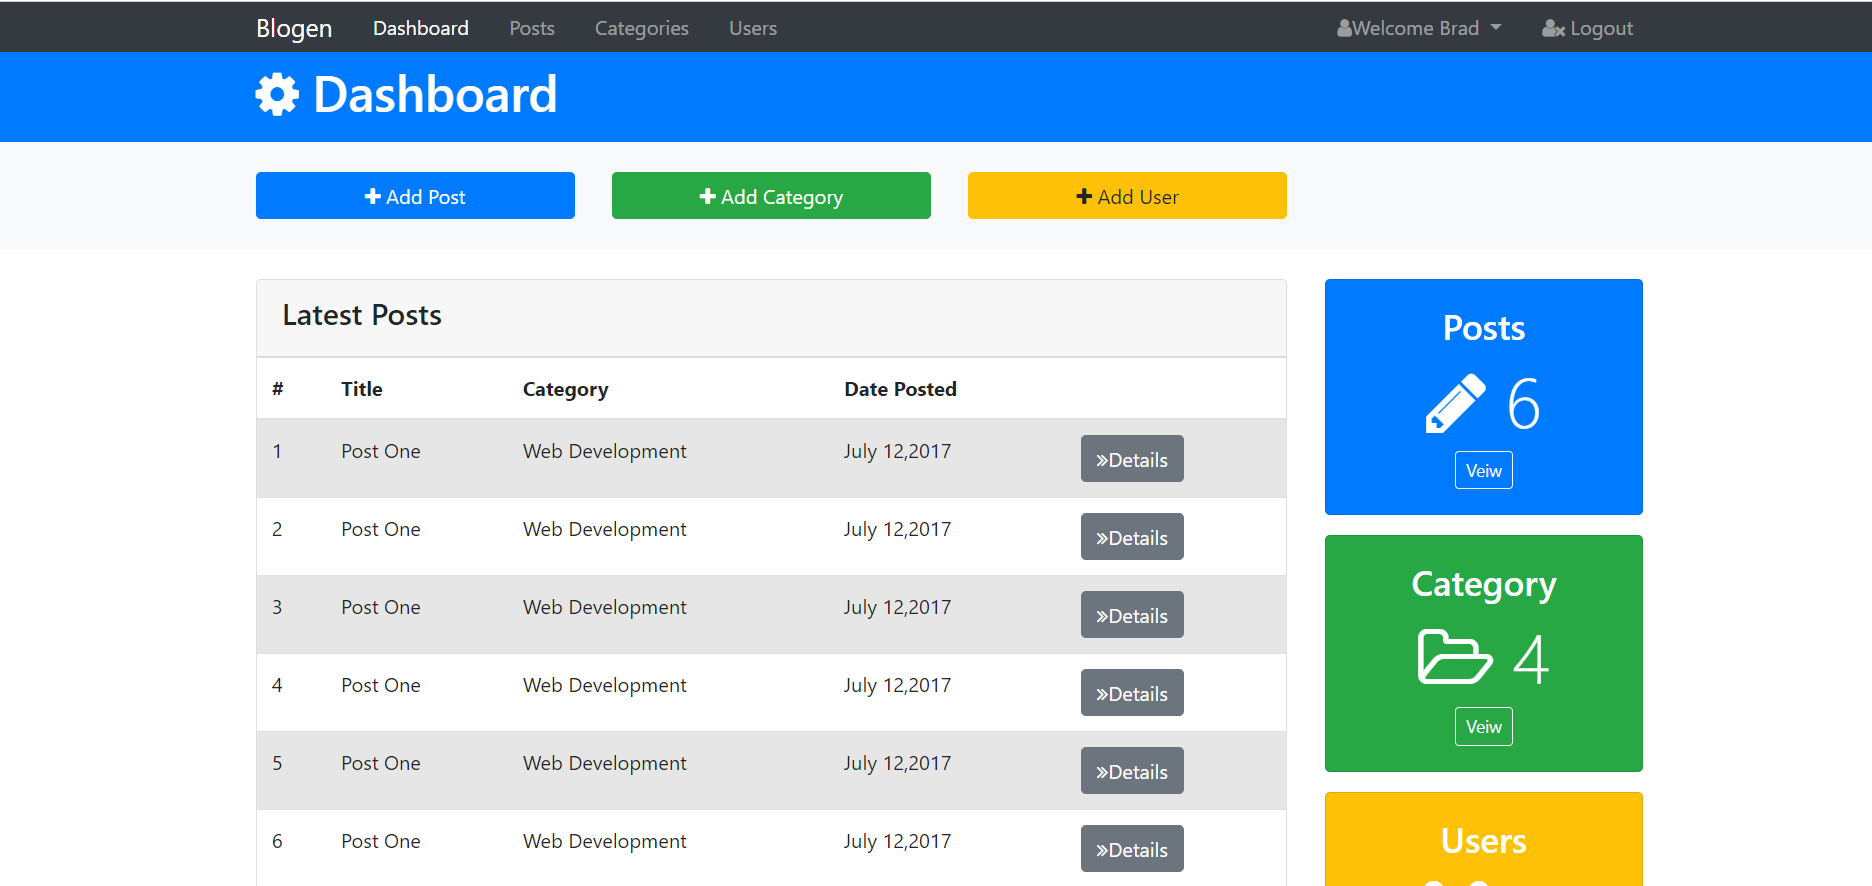 Blogen Dashboard Posts Categories Users Welcome Brad Logout
Dashboard
Add Post Add Category Add User
Latest Posts
# Title Category Date Posted
1 Post One Web Development July 12,2017 »Details
2 Post One Web Development July 12,2017 »Details
3 Post One Web Development July 12,2017 »Details
4 Post One Web Development July 12,2017 »Details
5 Post One Web Development July 12,2017 »Details
6 Post One Web Development July 12,2017 »Details
Posts
6
Veiw
Category
4
Veiw
Users